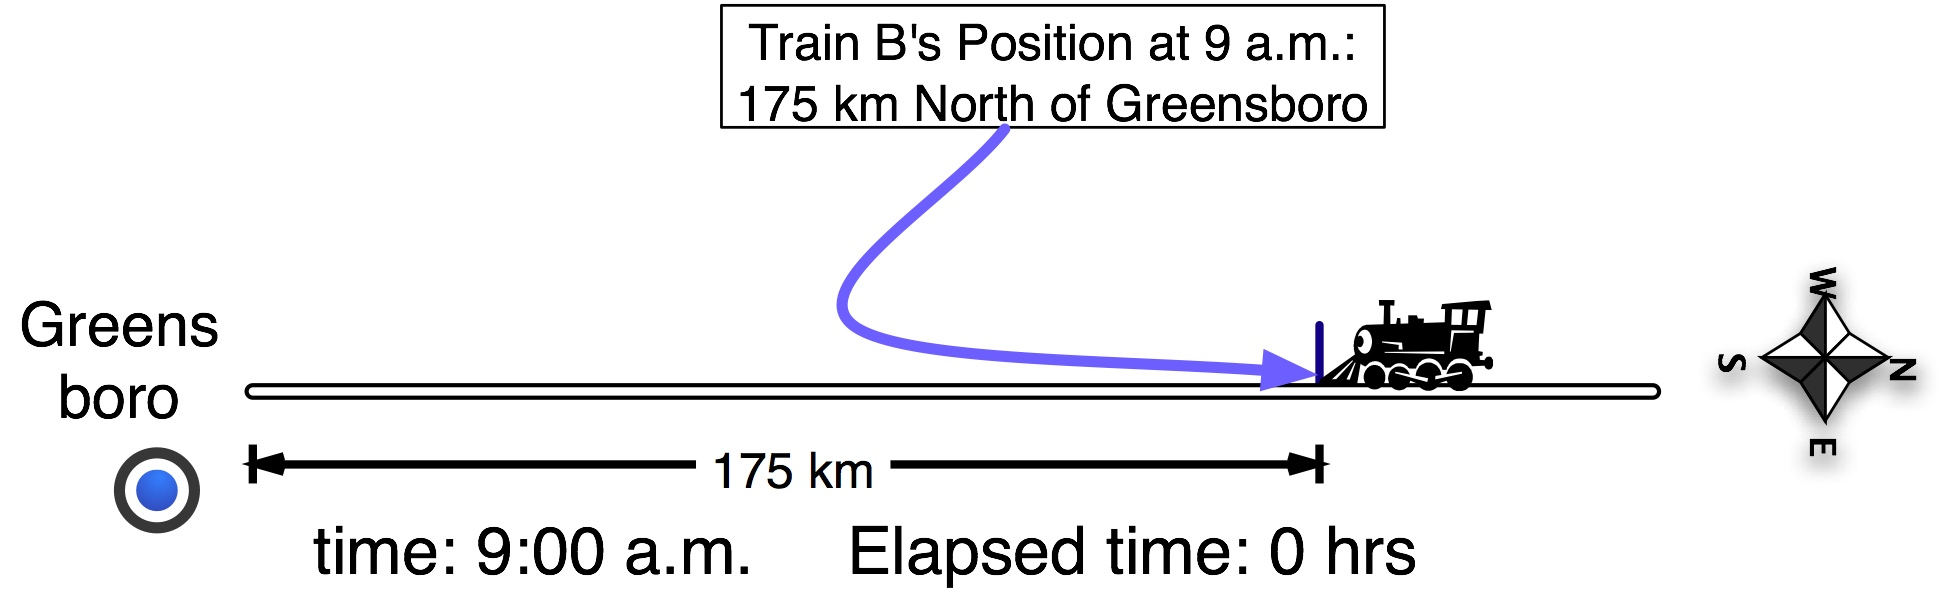 Train B's Position at 9 a.m.:
175 km North of Greensboro
Greens
boro
W
S
N
E
175 km
time: 9:00 a.m. Elapsed time: 0 hrs